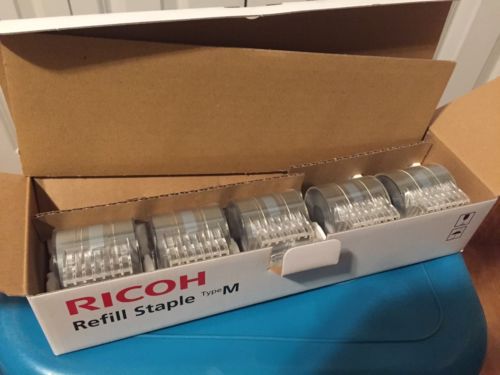 RICOH
Refill Staple Type M